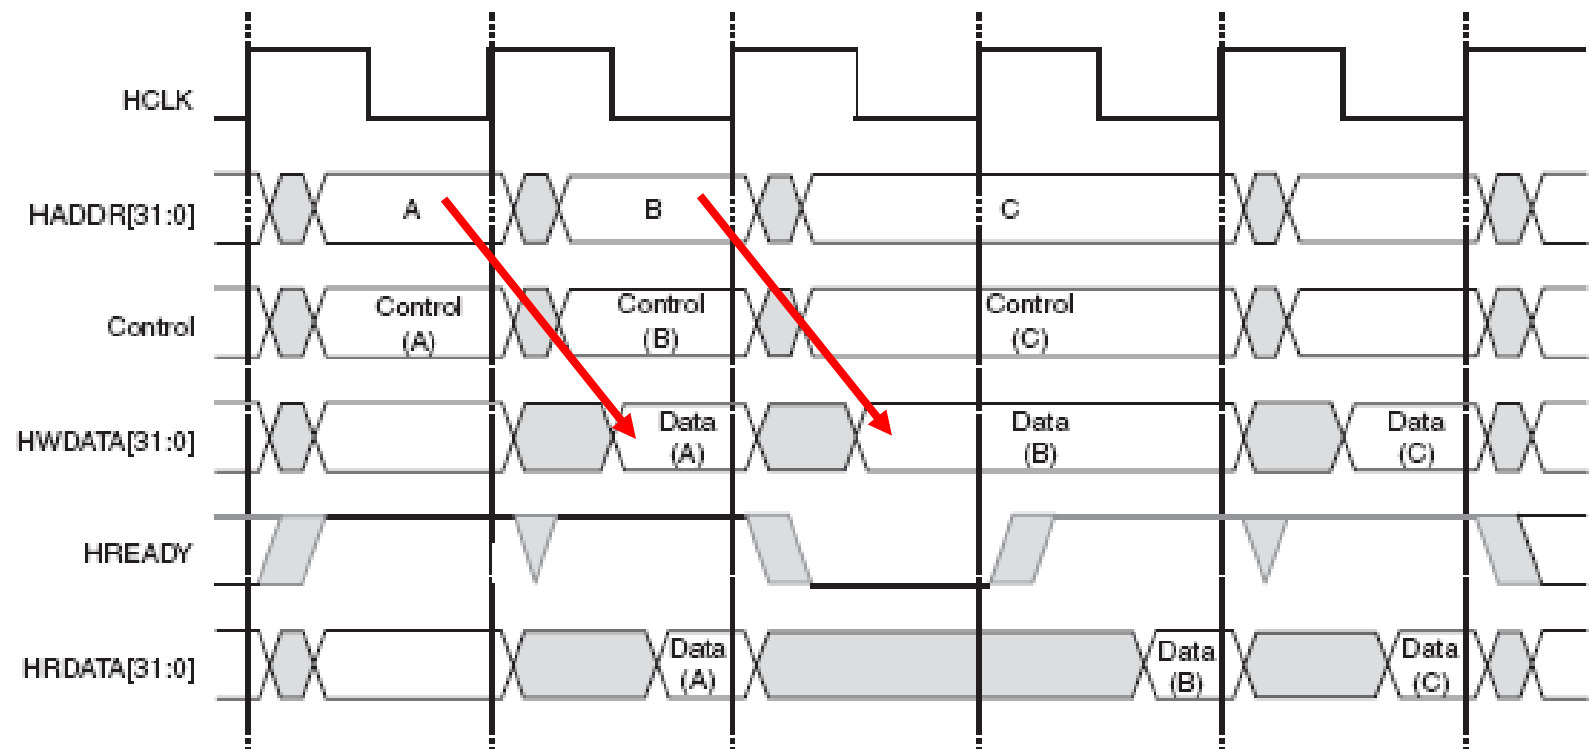 HCLK
HADDR[31:0]
A
B
C
Control
Control
(A)
Control
(B)
Control
(C)
HWDATA[31:0]
Data
(A)
Data
(B)
Data
(C)
HREADY
HRDATA[31:0]
Data
(A)
Data
(B)
Data
(C)